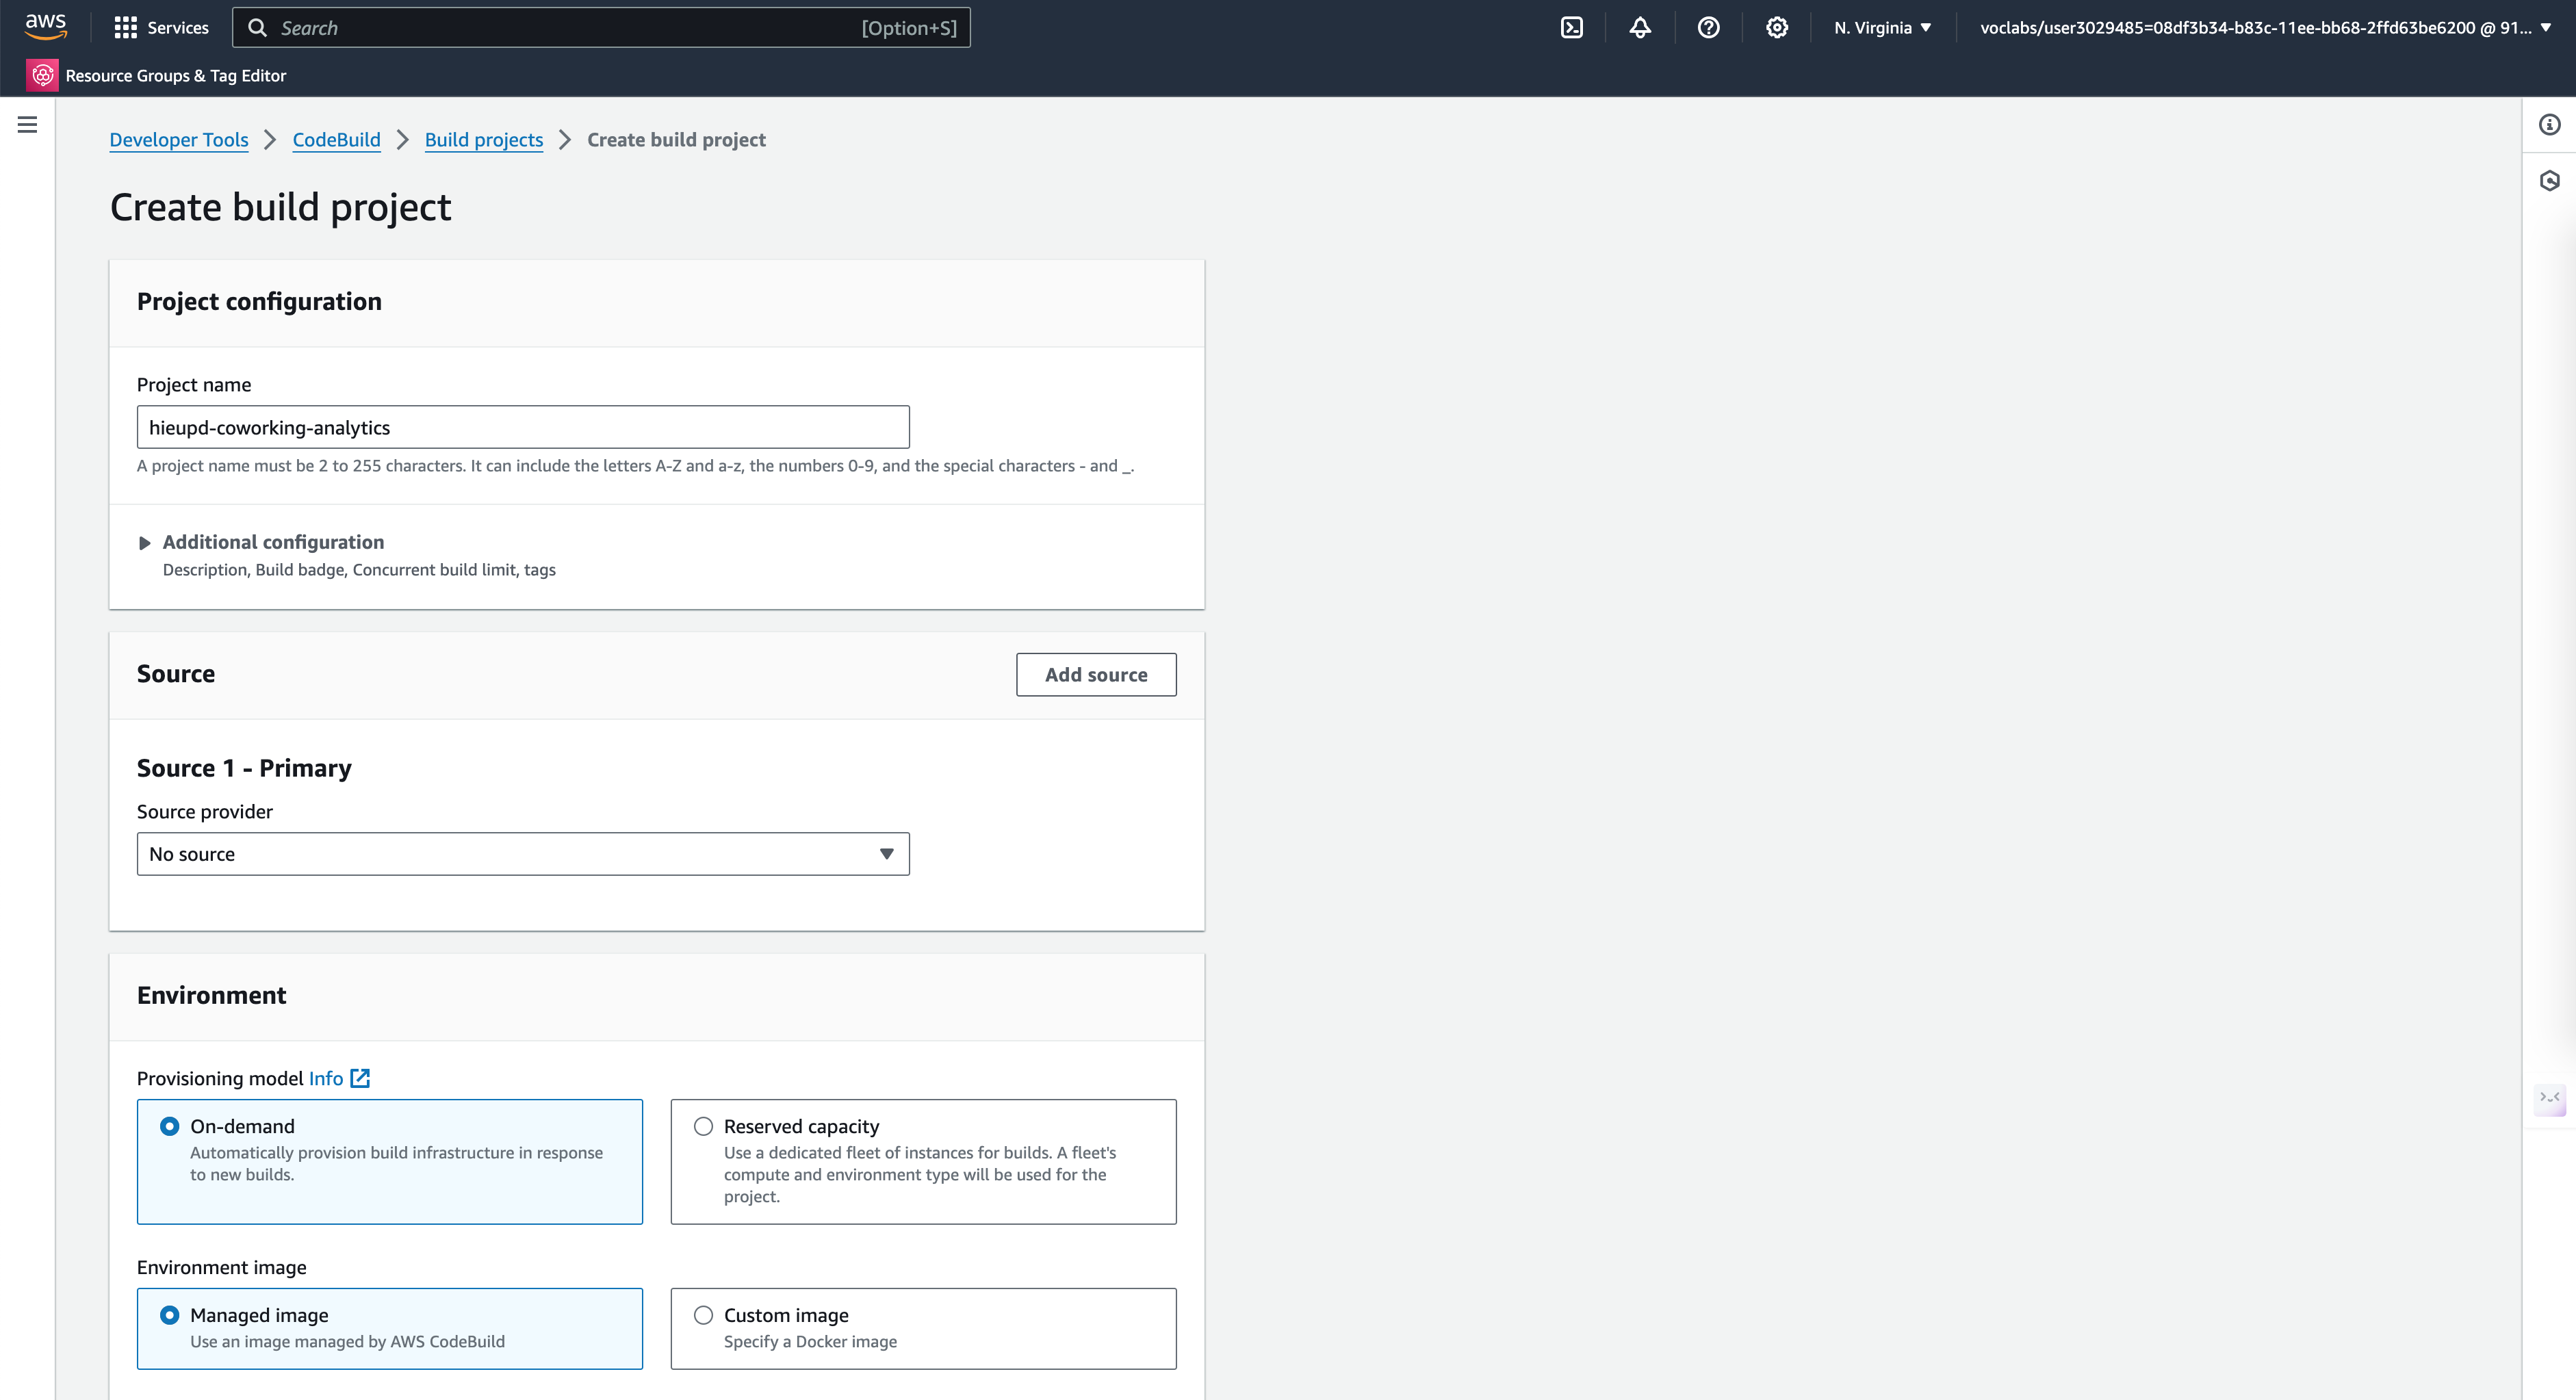 aws
Services
Search
[Option+S]
N. Virginia
voclabs/user3029485=08df3b34-b83c-11ee-bb68-2ffd63be6200 @ 91...
Resource Groups & Tag Editor
Developer Tools
CodeBuild
Build projects
Create build project
Create build project
Project configuration
Project name
hieupd-coworking-analytics
A project name must be 2 to 255 characters. It can include the letters A-Z and a-z, the numbers 0-9, and the special characters - and _.
Additional configuration
Description, Build badge, Concurrent build limit, tags
Source
Add source
Source 1 - Primary
Source provider
No source
Environment
Provisioning model Info
On-demand
Automatically provision build infrastructure in response
to new builds.
Reserved capacity
Use a dedicated fleet of instances for builds. A fleet's
compute and environment type will be used for the
project.
Environment image
Managed image
Use an image managed by AWS CodeBuild
Custom image
Specify a Docker image